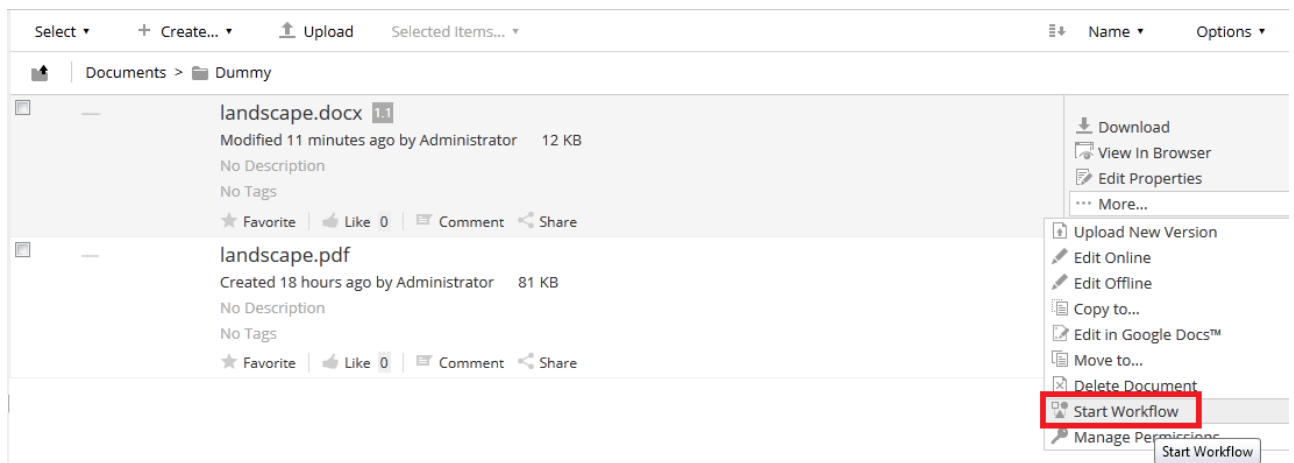 Select ▾ + Create... ▾ Upload Selected Items... ▾ Name ▾ Options ▾
Documents > Dummy
landscape.docx 1.1
Modified 11 minutes ago by Administrator 12 KB
No Description
No Tags
Favorite Like 0 Comment Share
Download
View In Browser
Edit Properties
··· More...
landscape.pdf
Created 18 hours ago by Administrator 81 KB
No Description
No Tags
Favorite Like 0 Comment Share
Upload New Version
Edit Online
Edit Offline
Copy to...
Edit in Google Docs™
Move to...
Delete Document
Start Workflow
Manage Permissions
Start Workflow